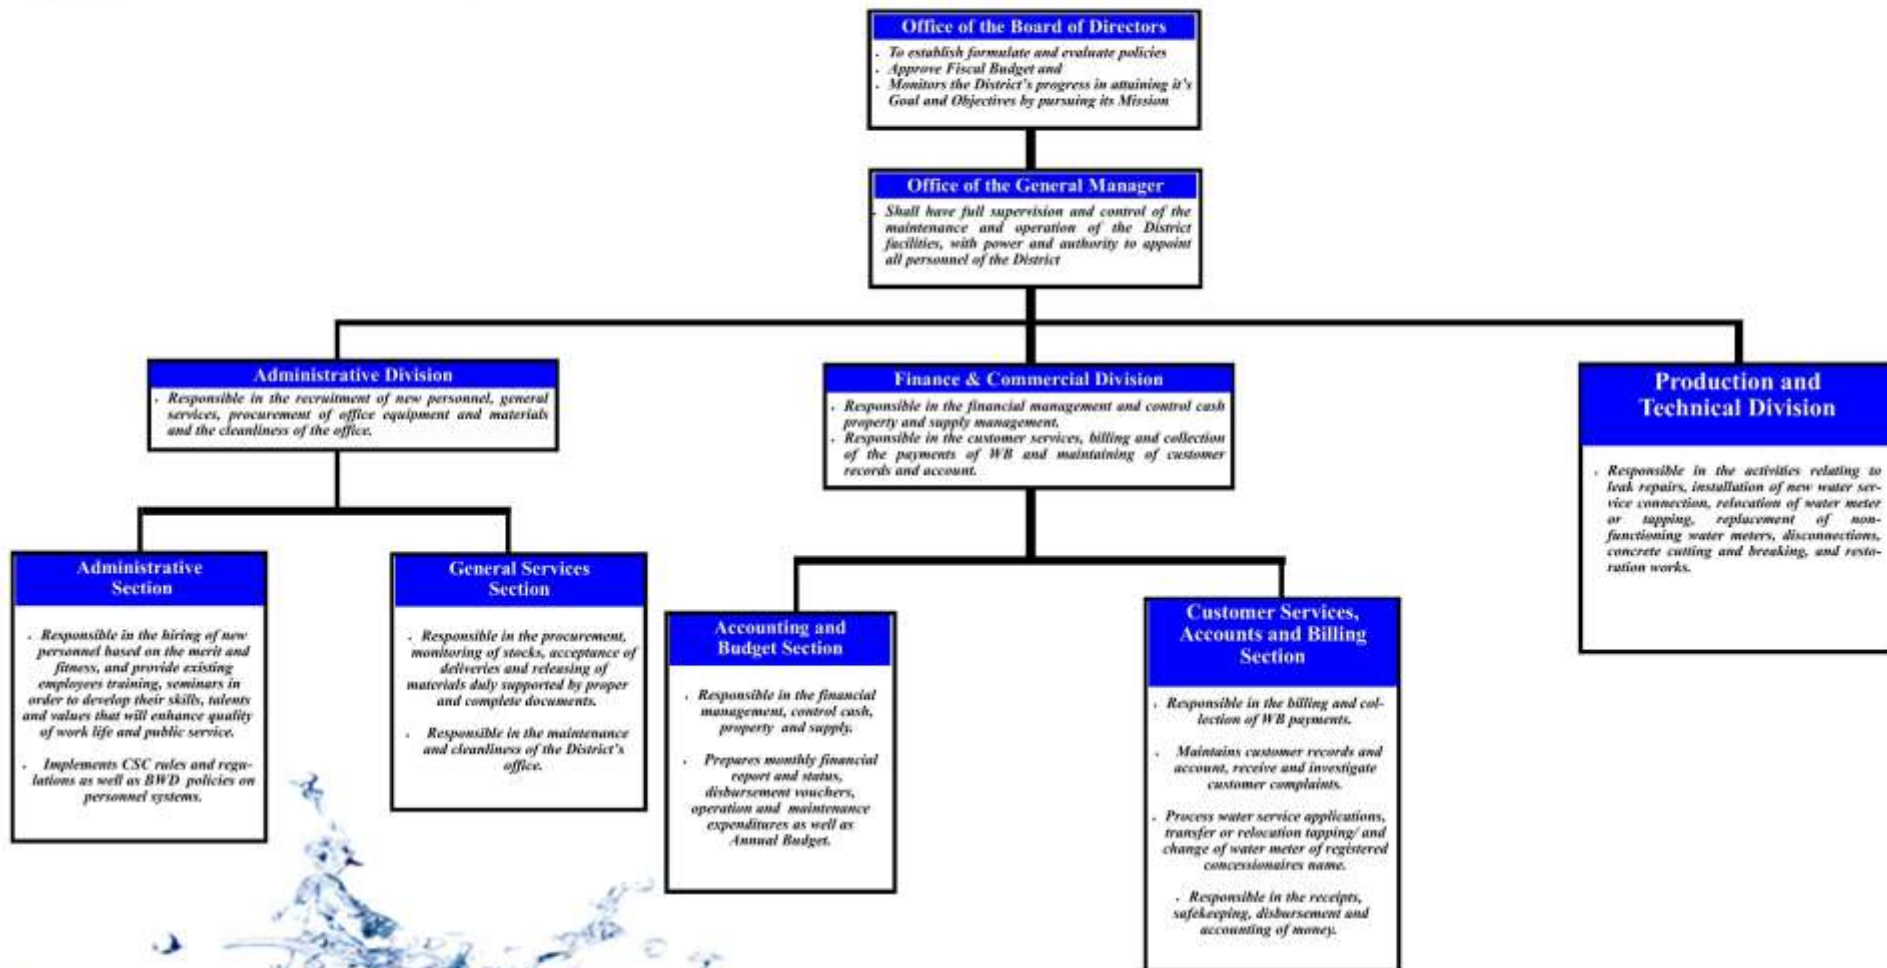 Office of the Board of Directors
. To establish formulate and evaluate policies
. Approve Fiscal Budget and
. Monitors the District's progress in attaining it's
Goal and Objectives by pursuing its Mission
Office of the General Manager
. Shall have full supervision and control of the
maintenance and operation of the District
facilities, with power and authority to appoint
all personnel of the District
Administrative Division
. Responsible in the recruitment of new personnel, general
services, procurement of office equipment and materials
and the cleanliness of the office.
Finance & Commercial Division
. Responsible in the financial management and control cash
property and supply management.
. Responsible in the customer services, billing and collection
of the payments of WB and maintaining of customer
records and account.
Production and
Technical Division
. Responsible in the activities relating to
leak repairs, installation of new water ser-
vice connection, relocation of water meter
or tapping, replacement of non-
functioning water meters, disconnections,
concrete cutting and breaking, and resto-
ration works.
Administrative
Section
. Responsible in the hiring of new
personnel based on the merit and
fitness, and provide existing
employees training, seminars in
order to develop their skills, talents
and values that will enhance quality
of work life and public service.
. Implements CSC rules and regu-
lations as well as BWD policies on
personnel systems.
General Services
Section
. Responsible in the procurement,
monitoring of stocks, acceptance of
deliveries and releasing of
materials duly supported by proper
and complete documents.
. Responsible in the maintenance
and cleanliness of the District's
office.
Accounting and
Budget Section
. Responsible in the financial
management, control cash,
property and supply.
. Prepares monthly financial
report and status,
disbursement vouchers,
operation and maintenance
expenditures as well as
Annual Budget.
Customer Services,
Accounts and Billing
Section
. Responsible in the billing and col-
lection of WB payments.
. Maintains customer records and
account, receive and investigate
customer complaints.
. Process water service applications,
transfer or relocation tapping/ and
change of water meter of registered
concessionaires name.
. Responsible in the receipts,
safekeeping, disbursement and
accounting of money.